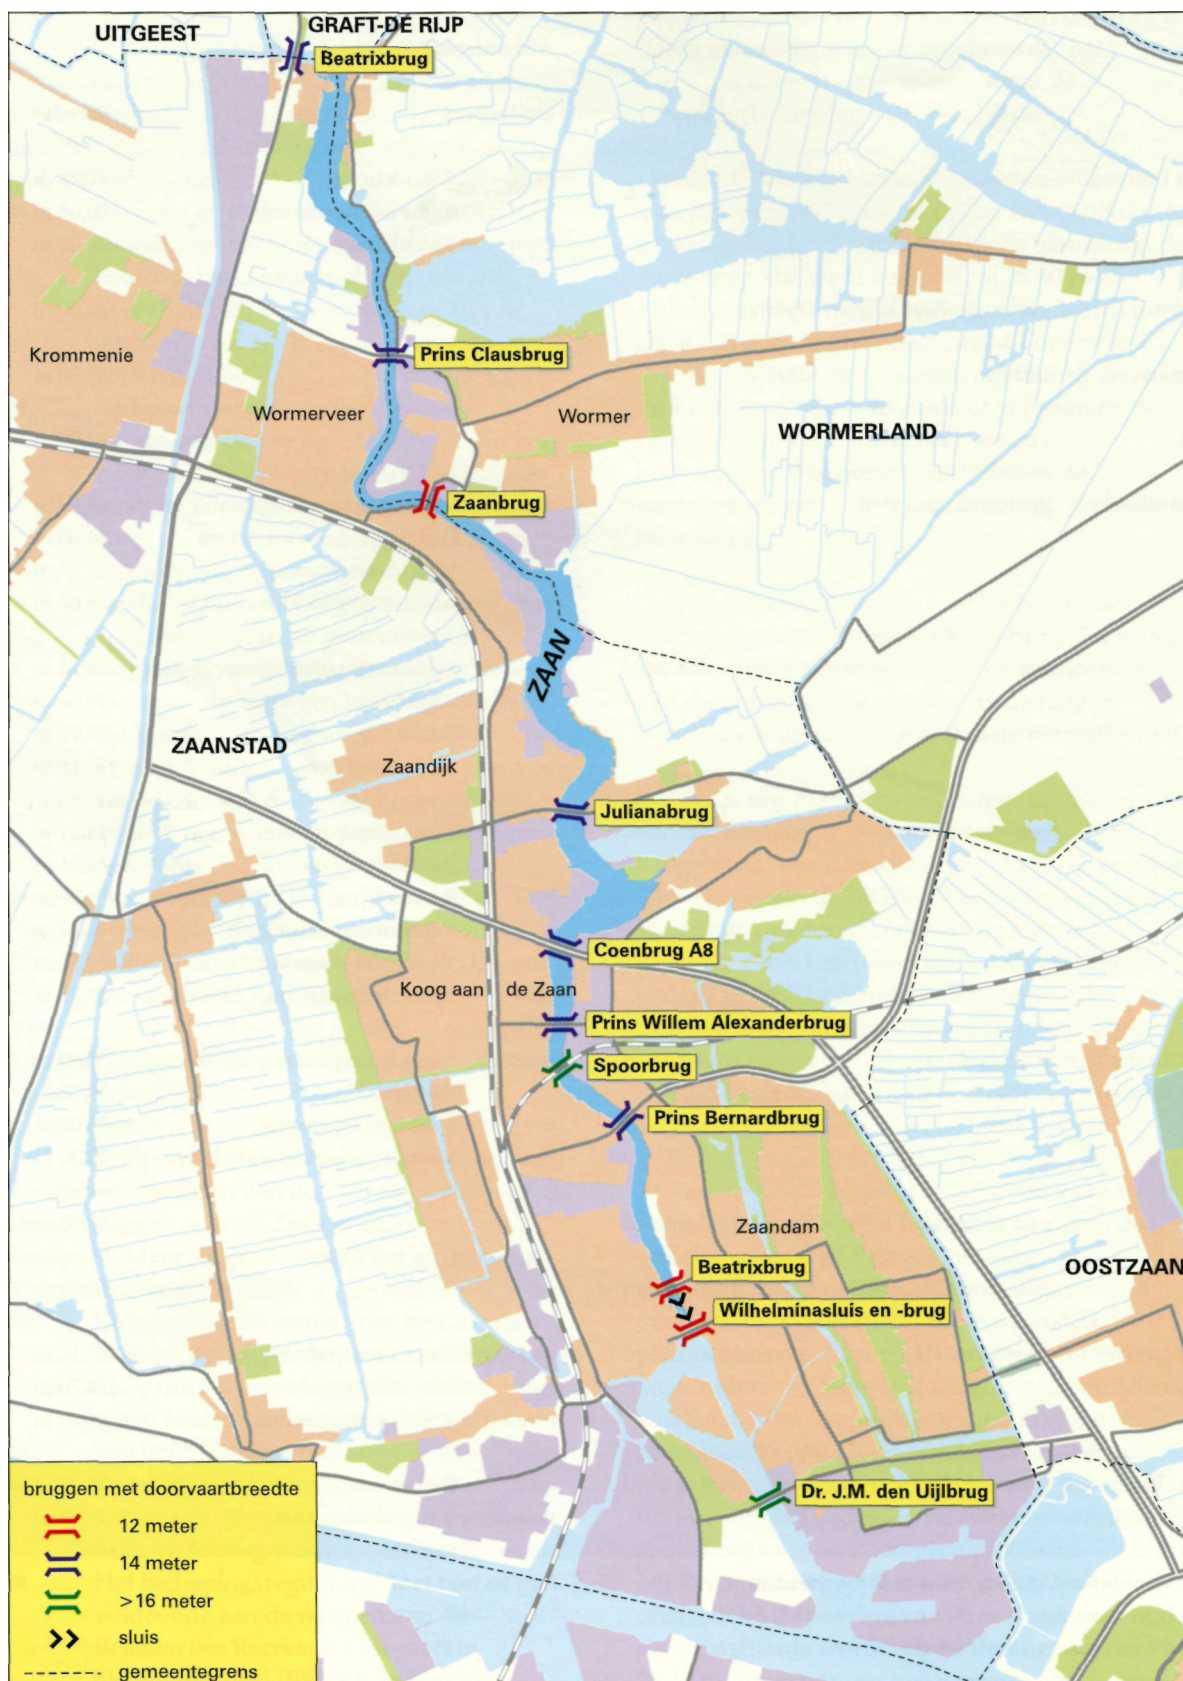 UITGEEST
GRAFT-DE RIJP
Beatrixbrug
Krommenie
Prins Clausbrug
Wormerveer
Wormer
WORMERLAND
Zaanbrug
ZAAN
ZAANSTAD
Zaandijk
Julianabrug
Coenbrug A8
Koog aan de Zaan
Prins Willem Alexanderbrug
Spoorbrug
Prins Bernardbrug
Zaandam
Beatrixbrug
OOSTZAAN
Wilhelminasluis en -brug
Dr. J.M. den Uijlbrug
bruggen met doorvaartbreedte
12 meter
14 meter
>16 meter
sluis
gemeentegrens